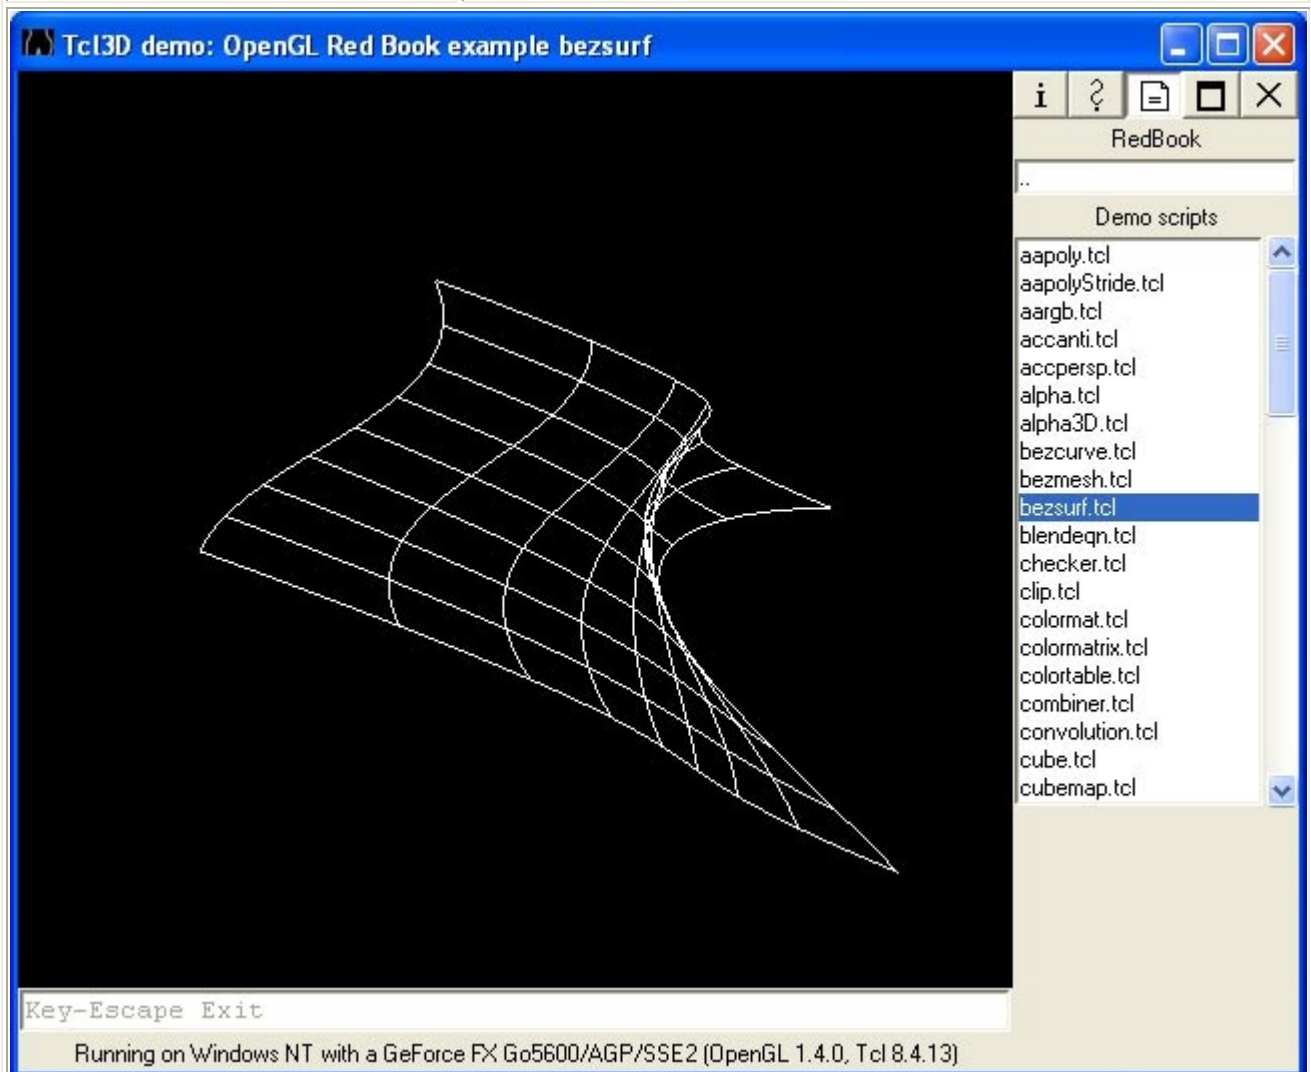 Tcl3D demo: OpenGL Red Book example bezsurf
i ?
RedBook
..
Demo scripts
aapoly.tcl
aapolyStride.tcl
aargb.tcl
accanti.tcl
accpersp.tcl
alpha.tcl
alpha3D.tcl
bezcurve.tcl
bezmesh.tcl
bezsurf.tcl
blendeqn.tcl
checker.tcl
clip.tcl
colormat.tcl
colormatrix.tcl
colortable.tcl
combiner.tcl
convolution.tcl
cube.tcl
cubemap.tcl
Key-Escape Exit
Running on Windows NT with a GeForce FX Go5600/AGP/SSE2 (OpenGL 1.4.0, Tcl 8.4.13)